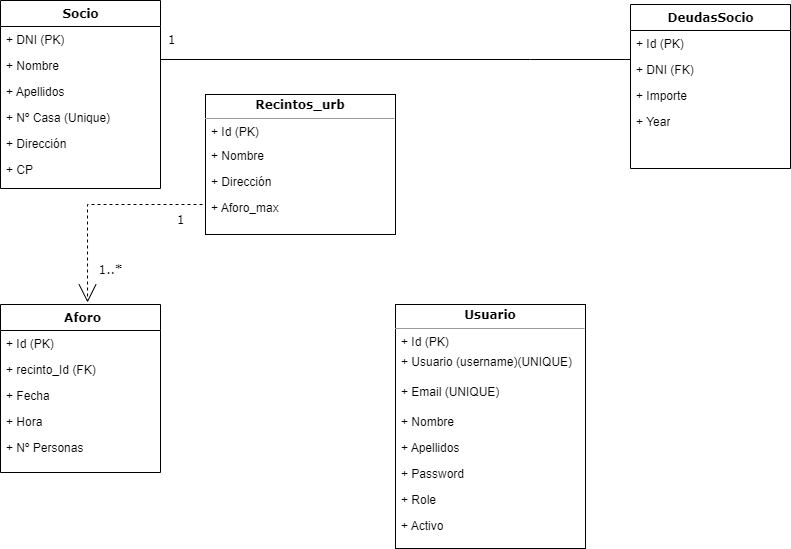 Socio
+ DNI (PK)
+ Nombre
+ Apellidos
+ Nº Casa (Unique)
+ Dirección
+ CP
1
DeudasSocio
+ Id (PK)
+ DNI (FK)
+ Importe
+ Year
Recintos_urb
+ Id (PK)
+ Nombre
+ Dirección
+ Aforo_max
1
1..*
Aforo
+ Id (PK)
+ recinto_Id (FK)
+ Fecha
+ Hora
+ Nº Personas
Usuario
+ Id (PK)
+ Usuario (username)(UNIQUE)
+ Email (UNIQUE)
+ Nombre
+ Apellidos
+ Password
+ Role
+ Activo